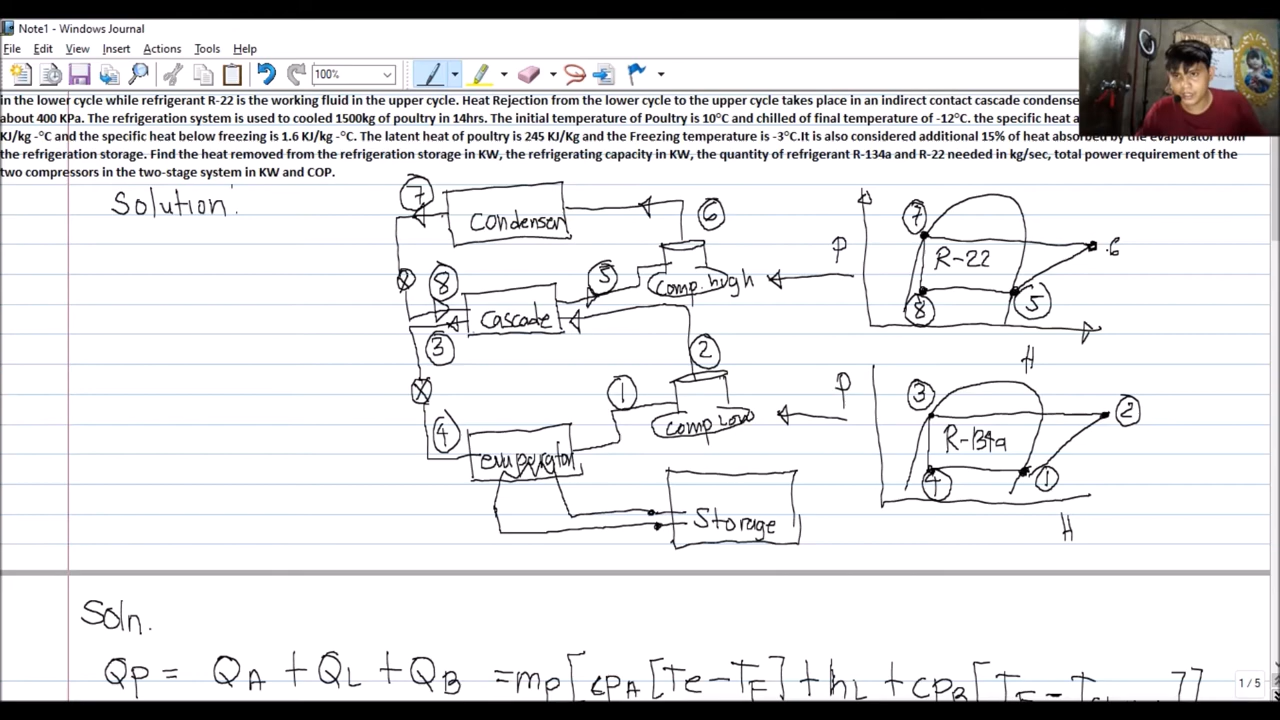 Note1 - Windows Journal
File Edit View Insert Actions Tools Help
100%
in the lower cycle while refrigerant R-22 is the working fluid in the upper cycle. Heat Rejection from the lower cycle to the upper cycle takes place in an indirect contact cascade condense
about 400 KPa. The refrigeration system is used to cooled 1500kg of poultry in 14hrs. The initial temperature of Poultry is 10°C and chilled of final temperature of -12°C. the specific heat a
KJ/kg -°C and the specific heat below freezing is 1.6 KJ/kg -°C. The latent heat of poultry is 245 KJ/Kg and the Freezing temperature is -3°C.It is also considered additional 15% of heat absorbed by the evaporator from
the refrigeration storage. Find the heat removed from the refrigeration storage in KW, the refrigerating capacity in KW, the quantity of refrigerant R-134a and R-22 needed in kg/sec, total power requirement of the
two compressors in the two-stage system in KW and COP.
Solution:
7 Condenser 6
8 cascade 5 comp. high
3 2
4 evaporator 1 comp low
Storage
P 7 R-22 6
8 5
H
P 3 R-134a 2
4 1
H
Soln.
QP = QA + QL + QB = mp[cpA[Te-TF] + hL + cpB[TF-
1 / 5